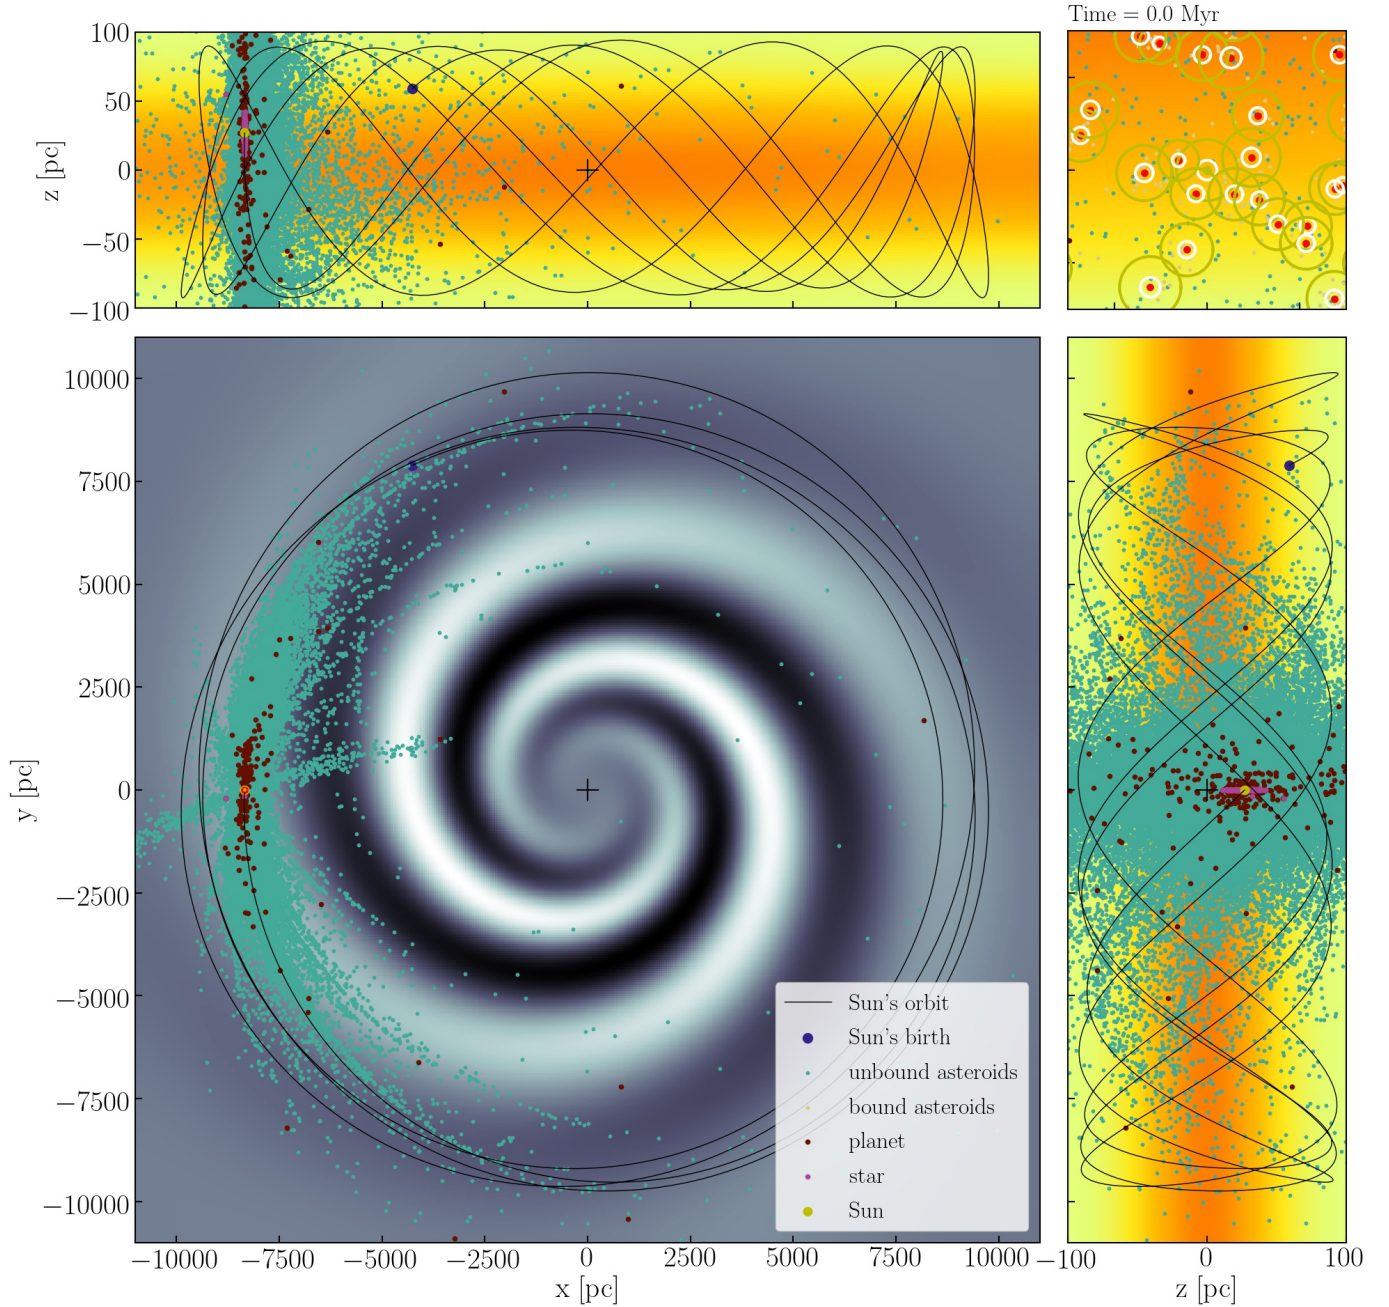 Time = 0.0 Myr
100
50
0
−50
−100
z [pc]
10000
7500
5000
2500
0
−2500
−5000
−7500
−10000
y [pc]
Sun's orbit
Sun's birth
unbound asteroids
bound asteroids
planet
star
Sun
−10000 −7500 −5000 −2500 0 2500 5000 7500 10000
x [pc]
−100 0 100
z [pc]